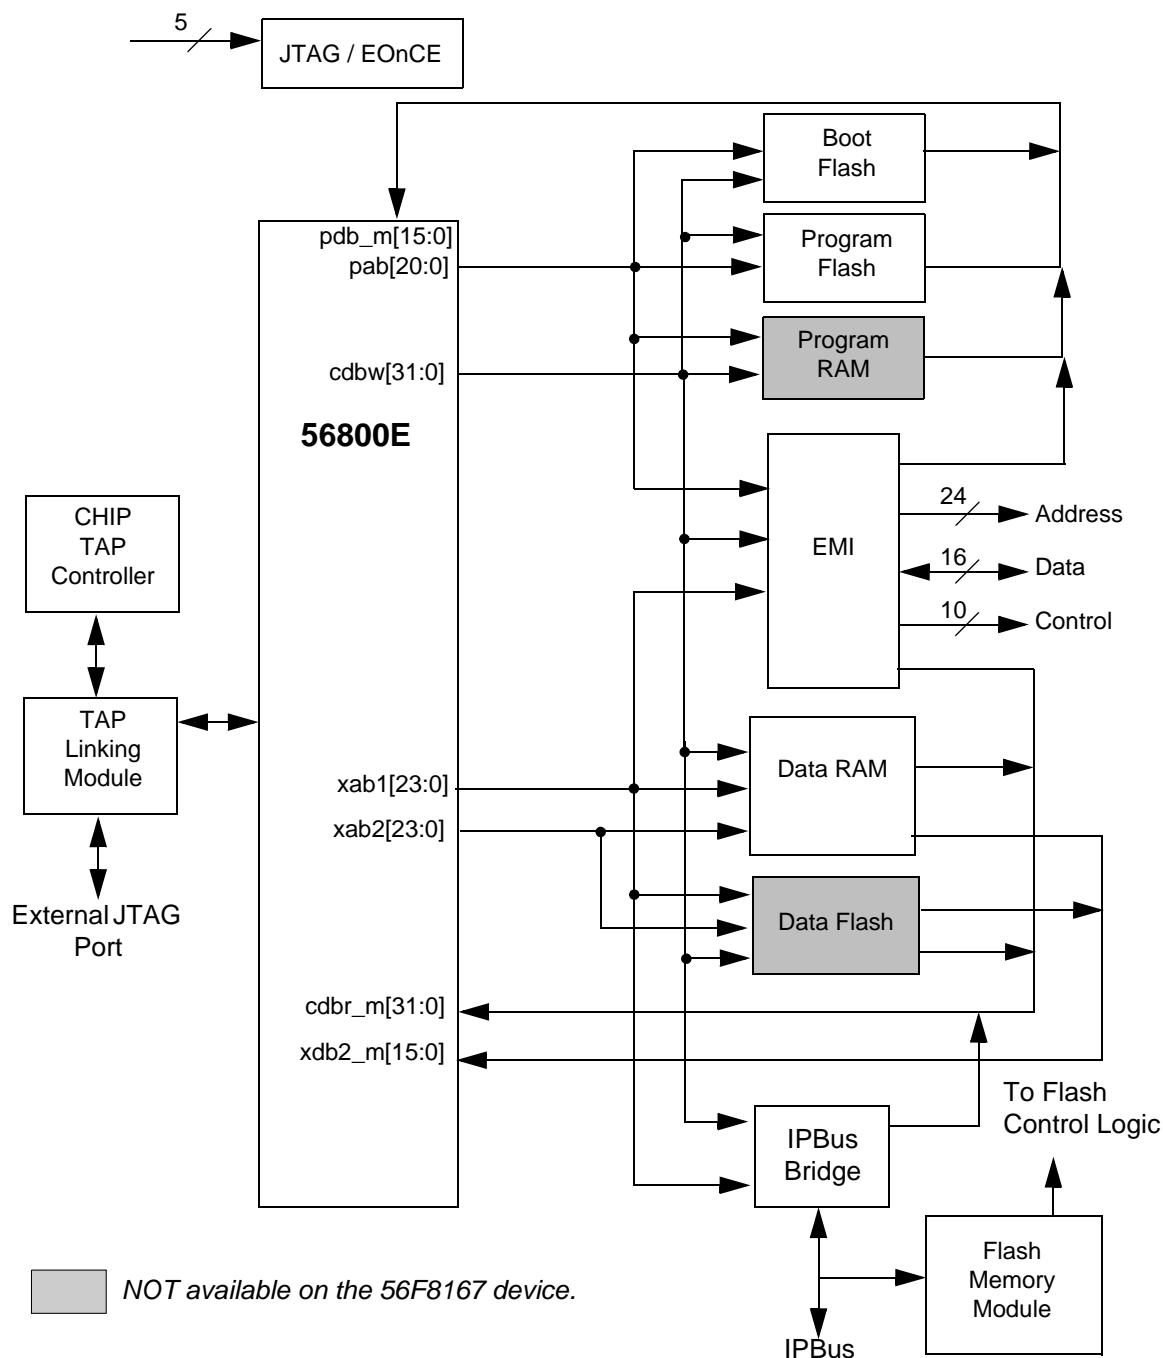 5
JTAG / EOnCE
Boot
Flash
pdb_m[15:0]
pab[20:0]
Program
Flash
Program
RAM
cdbw[31:0]
56800E
CHIP
TAP
Controller
EMI
24
Address
16
Data
10
Control
TAP
Linking
Module
Data RAM
xab1[23:0]
xab2[23:0]
External JTAG
Port
Data Flash
cdbr_m[31:0]
xdb2_m[15:0]
To Flash
Control Logic
IPBus
Bridge
Flash
Memory
Module
NOT available on the 56F8167 device.
IPBus